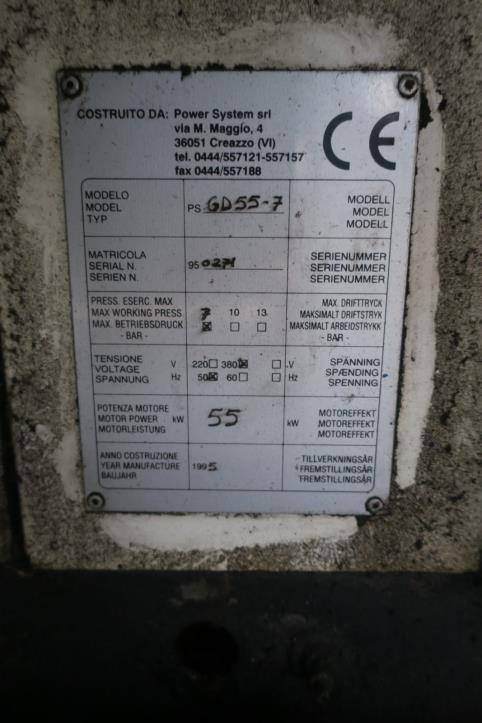 COSTRUITO DA: Power System srl
via M. Maggio, 4
36051 Creazzo (VI)
tel. 0444/557121-557157
fax 0444/557188
CE
MODELO
MODEL
TYP
PS GD55-7
MODELL
MODEL
MODELL
MATRICOLA
SERIAL N.
SERIEN N.
95 0271
SERIENUMMER
SERIENUMMER
SERIENUMMER
PRESS. ESERC. MAX
MAX WORKING PRESS
MAX. BETRIEBSDRUCK
- BAR -
7 10 13
MAX. DRIFTTRYCK
MAKSIMALT DRIFTTRYK
MAKSIMALT ARBEIDSTRYKK
- BAR -
TENSIONE
VOLTAGE
SPANNUNG
V 220 380 V
Hz 50 60 Hz
SPÄNNING
SPÆNDING
SPENNING
POTENZA MOTORE
MOTOR POWER
MOTORLEISTUNG
kW 55 kW
MOTOREFFEKT
MOTOREFFEKT
MOTOREFFEKT
ANNO COSTRUZIONE
YEAR MANUFACTURE
BAUJAHR
1995
TILLVERKNINGSÅR
FREMSTILLINGSÅR
FREMSTILLINGSÅR